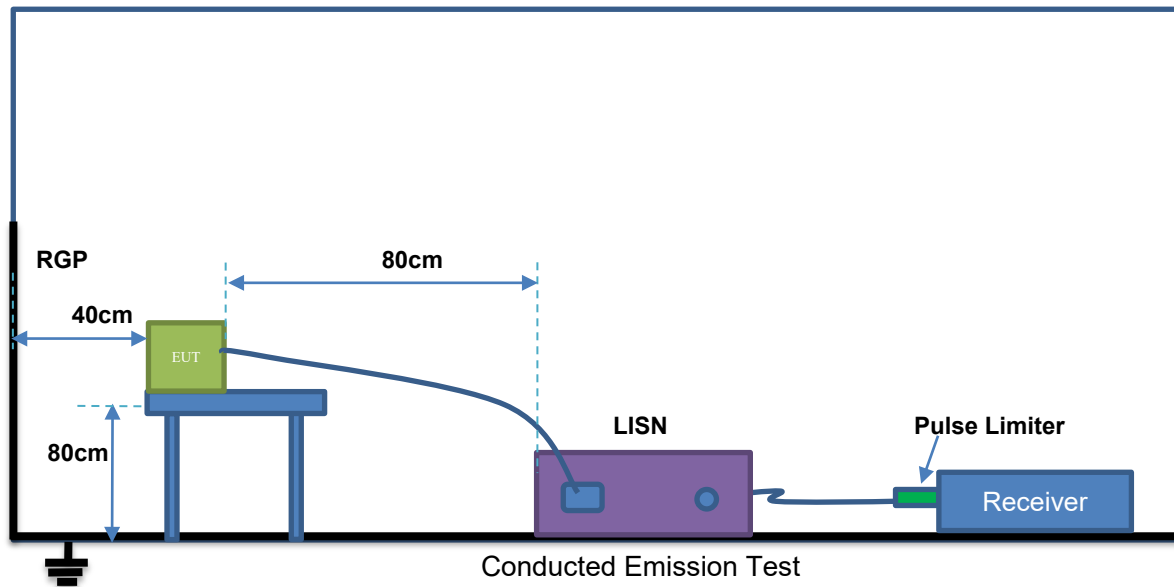 RGP
80cm
40cm
EUT
80cm
LISN
Pulse Limiter
Receiver
Conducted Emission Test